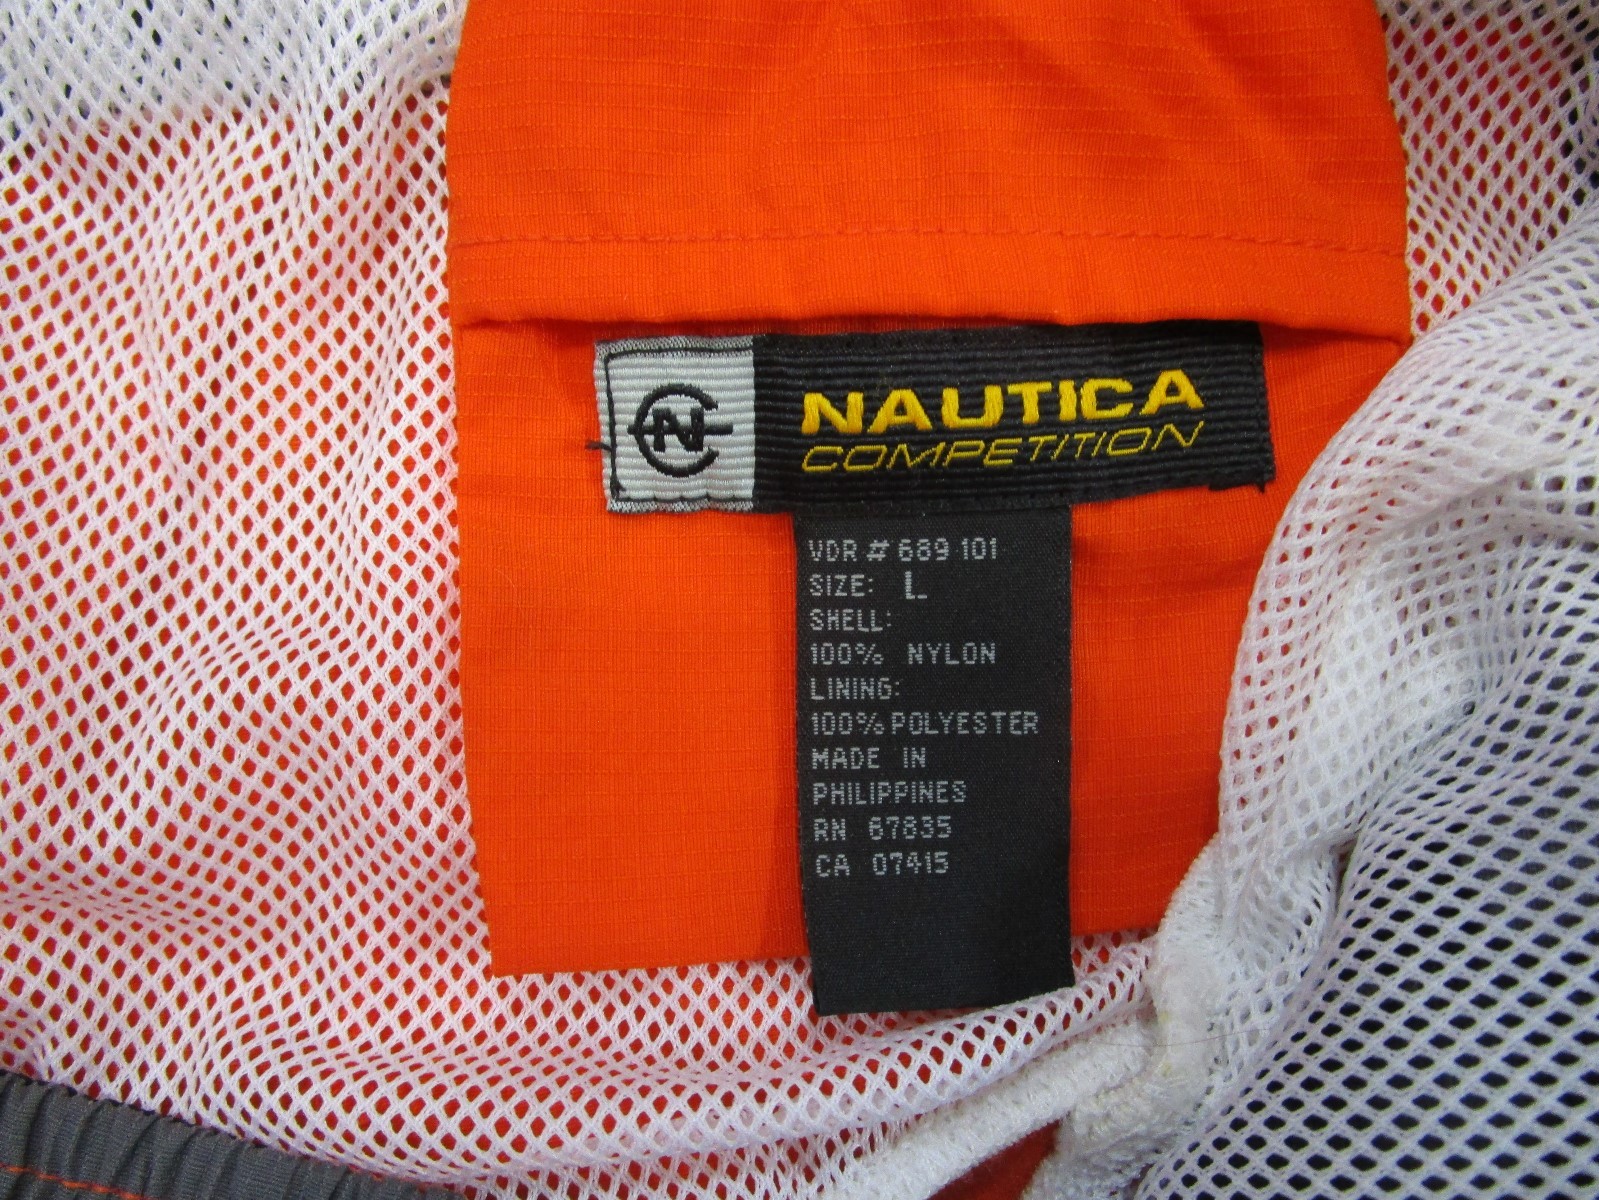 N
NAUTICA
COMPETITION
VDR # 689 101
SIZE: L
SHELL:
100% NYLON
LINING:
100% POLYESTER
MADE IN
PHILIPPINES
RN 67835
CA 07415